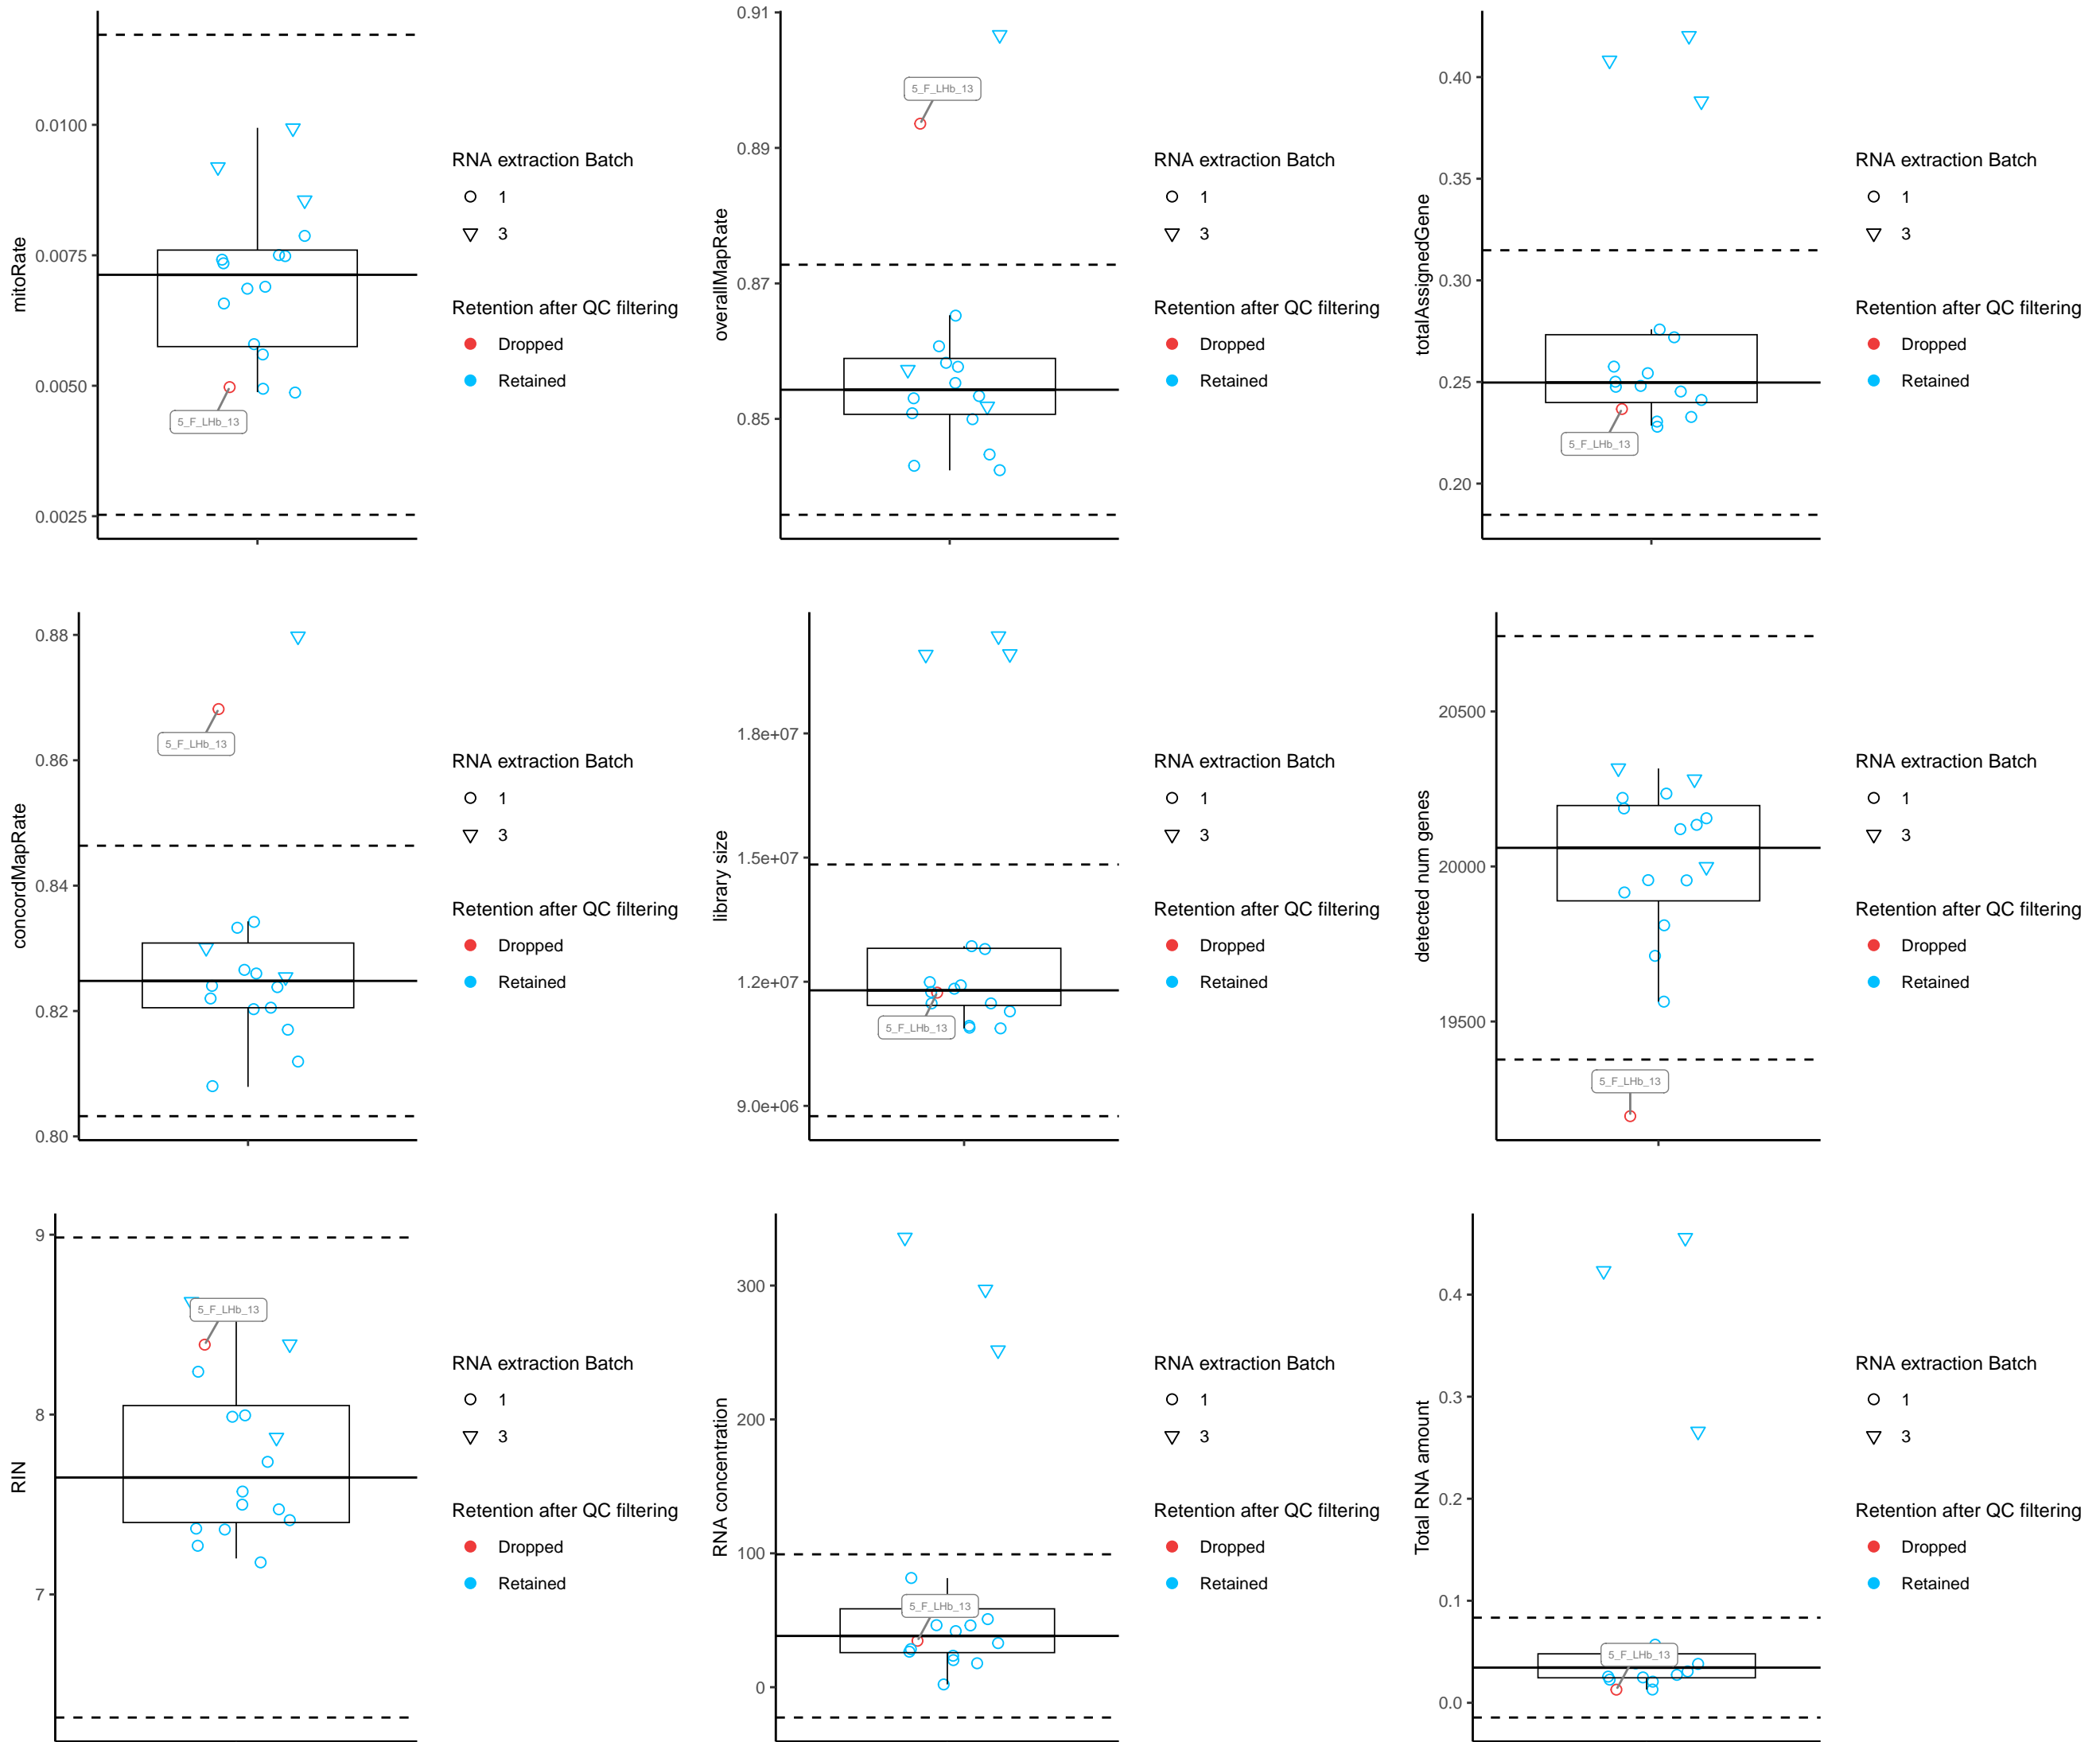 mitoRate
0.0100
0.0075
0.0050
0.0025
5_F_LHb_13
RNA extraction Batch
1
3
Retention after QC filtering
Dropped
Retained
overallMapRate
0.91
0.89
0.87
0.85
5_F_LHb_13
RNA extraction Batch
1
3
Retention after QC filtering
Dropped
Retained
totalAssignedGene
0.40
0.35
0.30
0.25
0.20
5_F_LHb_13
RNA extraction Batch
1
3
Retention after QC filtering
Dropped
Retained
concordMapRate
0.88
0.86
0.84
0.82
0.80
5_F_LHb_13
RNA extraction Batch
1
3
Retention after QC filtering
Dropped
Retained
library size
1.8e+07
1.5e+07
1.2e+07
9.0e+06
5_F_LHb_13
RNA extraction Batch
1
3
Retention after QC filtering
Dropped
Retained
detected num genes
20500
20000
19500
5_F_LHb_13
RNA extraction Batch
1
3
Retention after QC filtering
Dropped
Retained
RIN
9
8
7
5_F_LHb_13
RNA extraction Batch
1
3
Retention after QC filtering
Dropped
Retained
RNA concentration
300
200
100
0
5_F_LHb_13
RNA extraction Batch
1
3
Retention after QC filtering
Dropped
Retained
Total RNA amount
0.4
0.3
0.2
0.1
0.0
5_F_LHb_13
RNA extraction Batch
1
3
Retention after QC filtering
Dropped
Retained